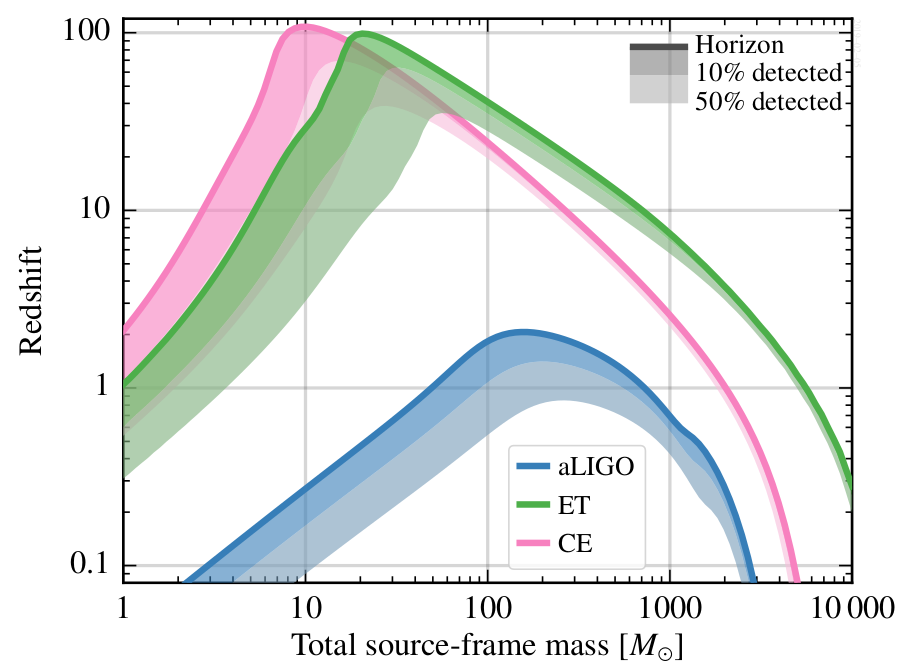 100
10
1
0.1
Redshift
Horizon
10% detected
50% detected
aLIGO
ET
CE
1
10
100
1000
10 000
Total source-frame mass [M⊙]